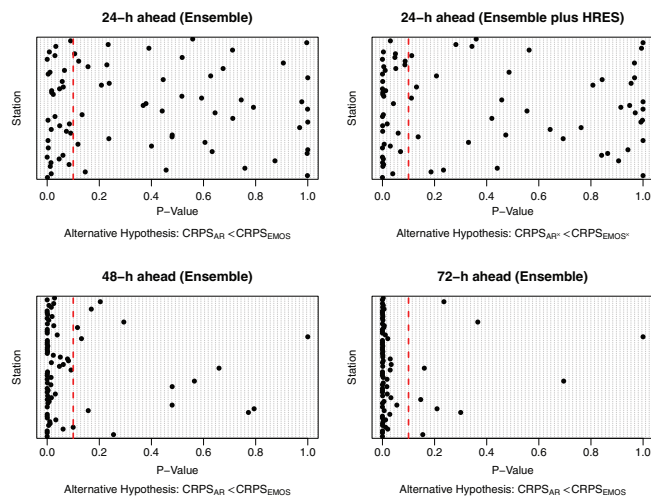 24-h ahead (Ensemble)
Station
0.0 0.2 0.4 0.6 0.8 1.0
P-Value
Alternative Hypothesis: CRPS_AR < CRPS_EMOS
24-h ahead (Ensemble plus HRES)
Station
0.0 0.2 0.4 0.6 0.8 1.0
P-Value
Alternative Hypothesis: CRPS_AR× < CRPS_EMOS×
48-h ahead (Ensemble)
Station
0.0 0.2 0.4 0.6 0.8 1.0
P-Value
Alternative Hypothesis: CRPS_AR < CRPS_EMOS
72-h ahead (Ensemble)
Station
0.0 0.2 0.4 0.6 0.8 1.0
P-Value
Alternative Hypothesis: CRPS_AR < CRPS_EMOS